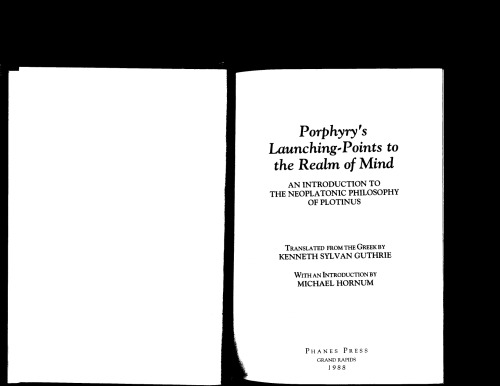 Porphyry's
Launching-Points to
the Realm of Mind
AN INTRODUCTION TO
THE NEOPLATONIC PHILOSOPHY
OF PLOTINUS
TRANSLATED FROM THE GREEK BY
KENNETH SYLVAN GUTHRIE
WITH AN INTRODUCTION BY
MICHAEL HORNUM
PHANES PRESS
GRAND RAPIDS
1988